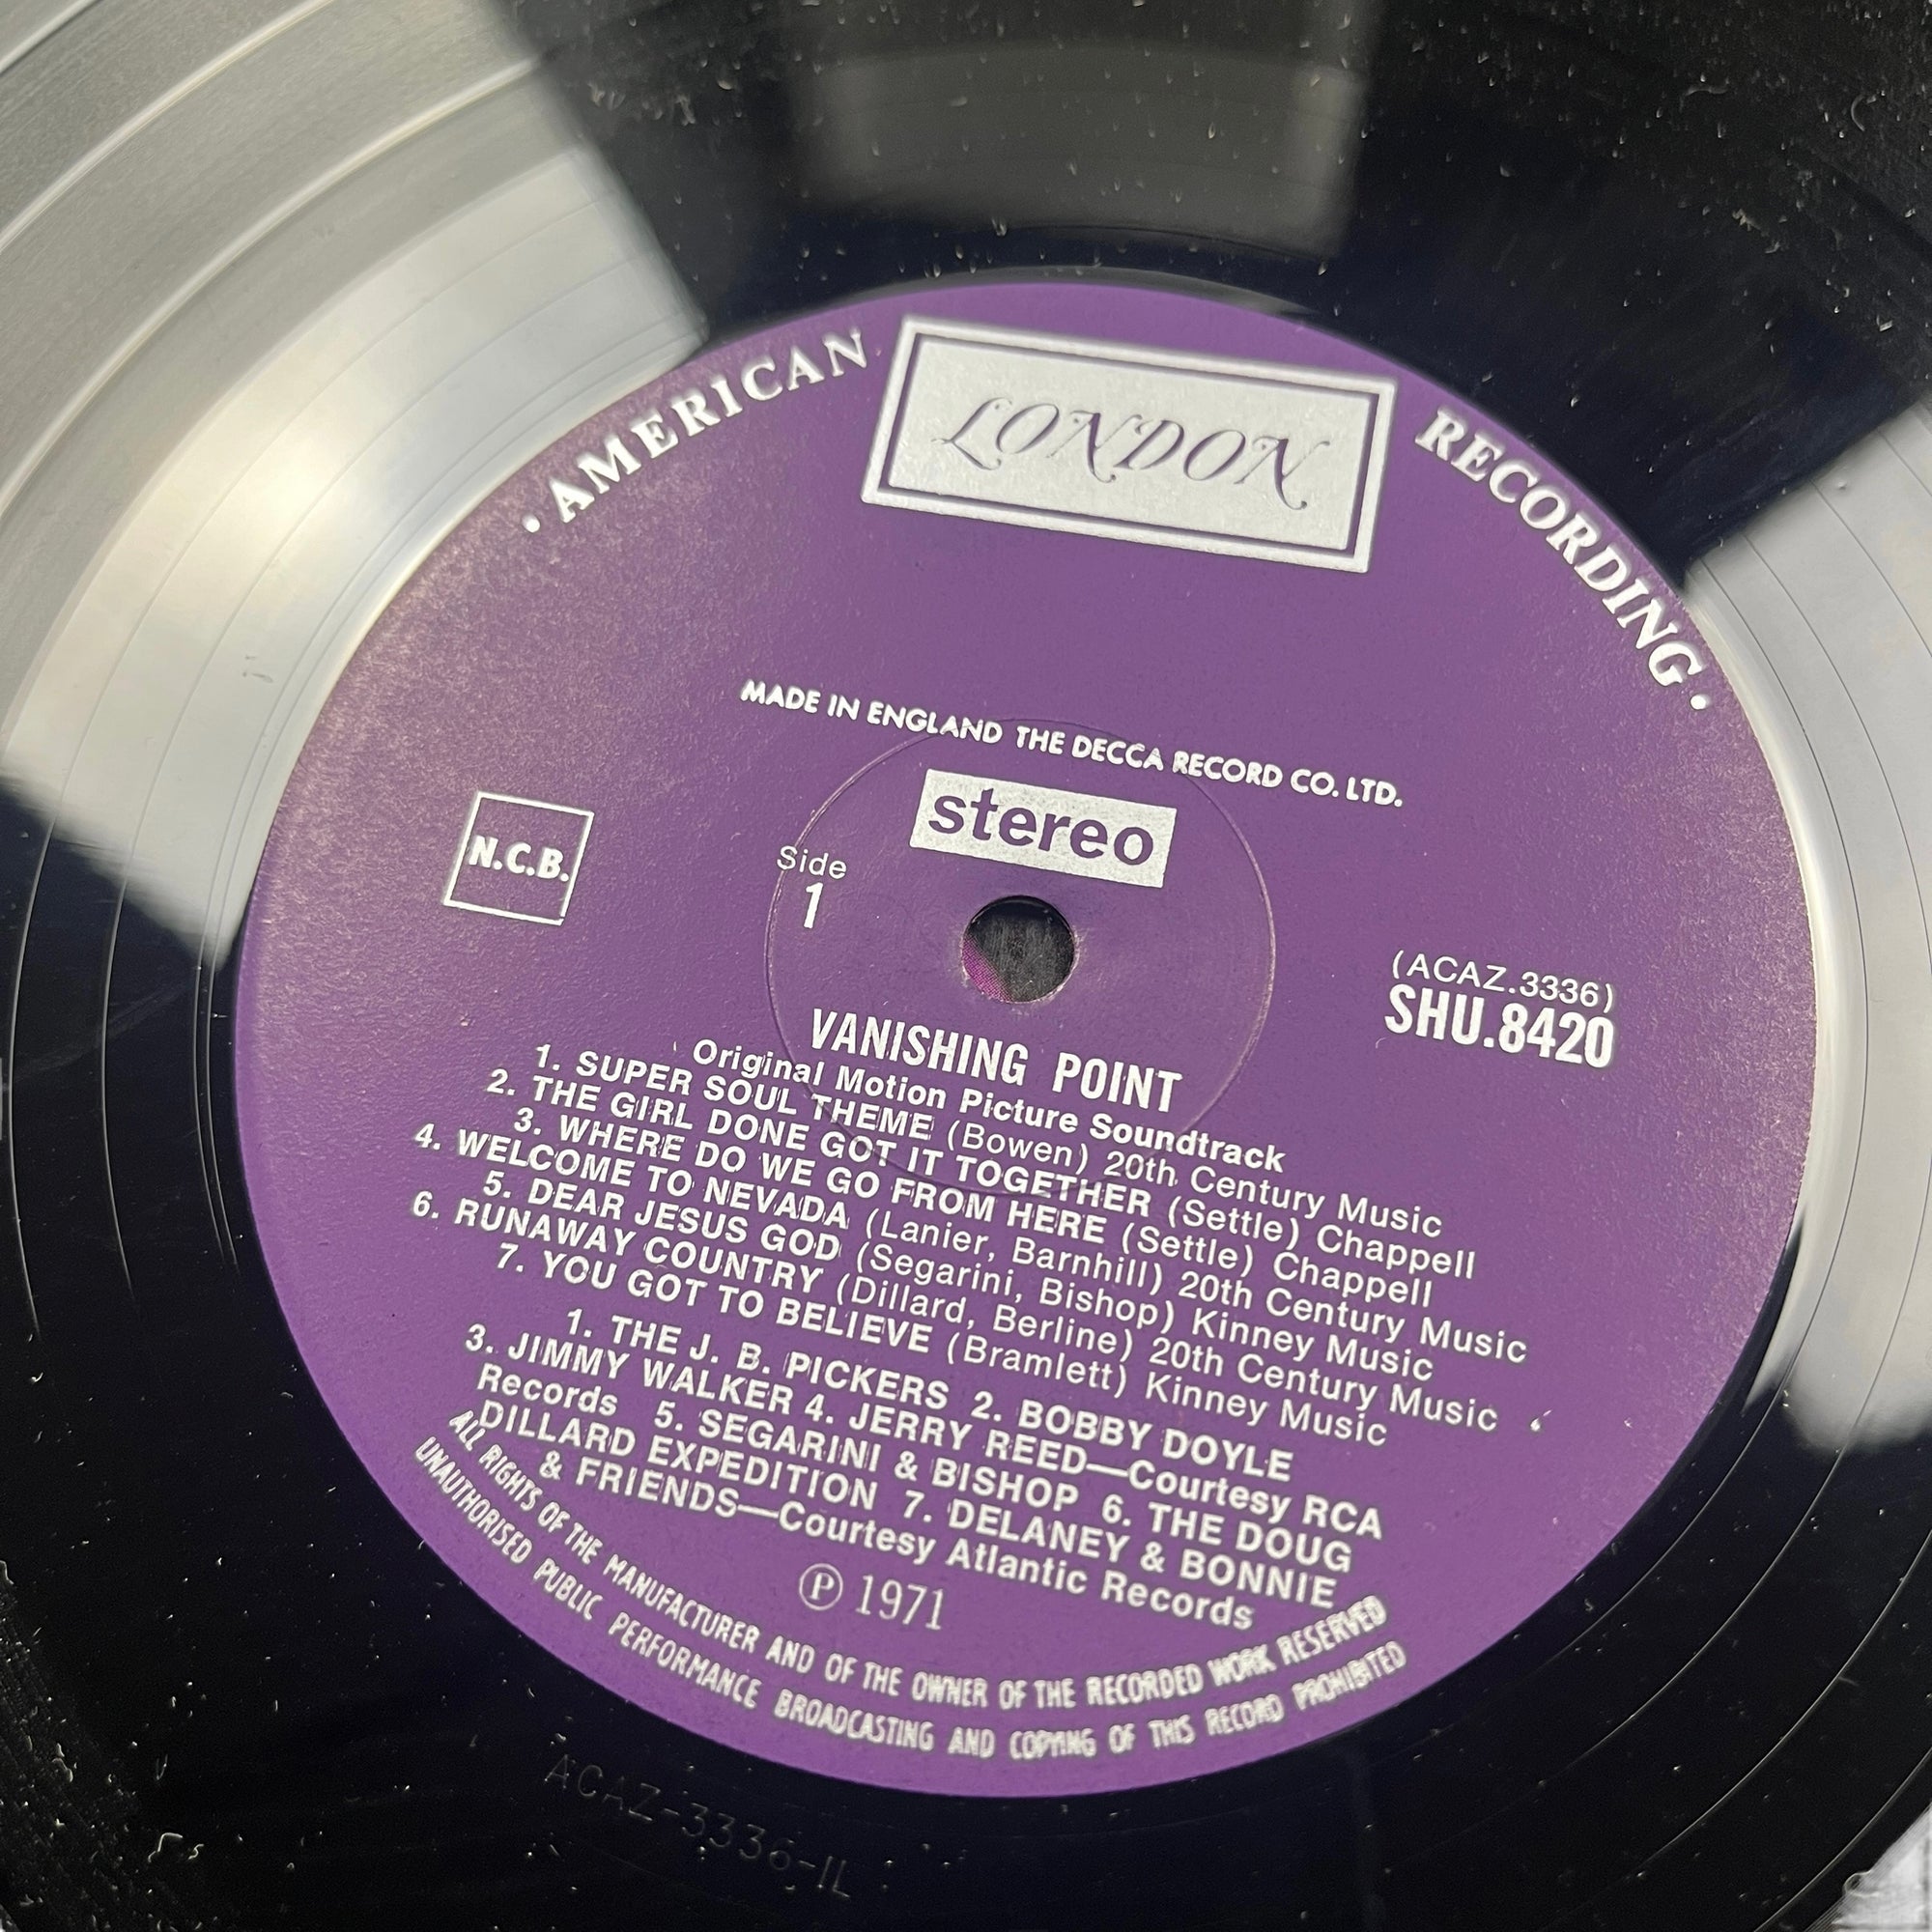 · AMERICAN LONDON RECORDING ·
MADE IN ENGLAND THE DECCA RECORD CO. LTD.
stereo
N.C.B.
Side
1
(ACAZ.3336)
SHU.8420
VANISHING POINT
Original Motion Picture Soundtrack
1. SUPER SOUL THEME (Bowen) 20th Century Music
2. THE GIRL DONE GOT IT TOGETHER (Settle) Chappell
3. WHERE DO WE GO FROM HERE (Settle) Chappell
4. WELCOME TO NEVADA (Lanier, Barnhill) 20th Century Music
5. DEAR JESUS GOD (Segarini, Bishop) Kinney Music
6. RUNAWAY COUNTRY (Dillard, Berline) 20th Century Music
7. YOU GOT TO BELIEVE (Bramlett) Kinney Music
1. THE J. B. PICKERS 2. BOBBY DOYLE
3. JIMMY WALKER 4. JERRY REED—Courtesy RCA
Records 5. SEGARINI & BISHOP 6. THE DOUG
DILLARD EXPEDITION 7. DELANEY & BONNIE
& FRIENDS—Courtesy Atlantic Records
℗ 1971
ALL RIGHTS OF THE MANUFACTURER AND OF THE OWNER OF THE RECORDED WORK RESERVED
UNAUTHORISED PUBLIC PERFORMANCE BROADCASTING AND COPYING OF THIS RECORD PROHIBITED
ACAZ-3336-1L